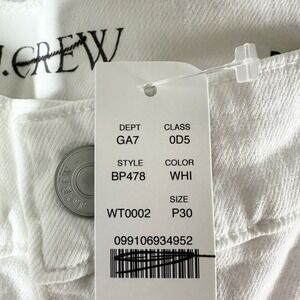 J.CREW
DEPT CLASS
GA7 0D5
STYLE COLOR
BP478 WHI
SIZE
WT0002 P30
099106934952